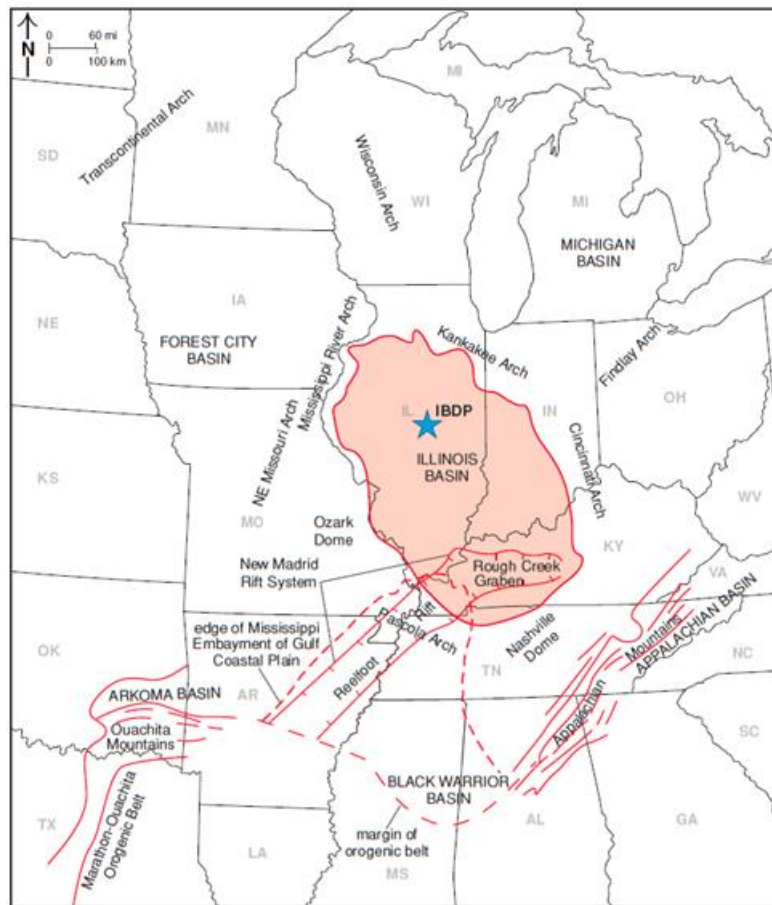 N
0 60 mi
0 100 km
MI
Transcontinental Arch
MN
SD
Wisconsin Arch
WI
MI
MICHIGAN
BASIN
IA
NE
FOREST CITY
BASIN
Mississippi River Arch
Kankakee Arch
Findlay Arch
OH
IL
IBDP
IN
ILLINOIS
BASIN
NE Missouri Arch
Cincinnati Arch
KS
MO
WV
Ozark
Dome
KY
VA
New Madrid
Rift System
Rough Creek
Graben
edge of Mississippi
Embayment of Gulf
Coastal Plain
Reelfoot Rift
Pascola Arch
Nashville
Dome
TN
Appalachian Mountains
APPALACHIAN BASIN
NC
OK
ARKOMA BASIN
AR
Ouachita
Mountains
SC
BLACK WARRIOR
BASIN
TX
Marathon-Ouachita
Orogenic Belt
margin of
orogenic belt
AL
GA
LA
MS